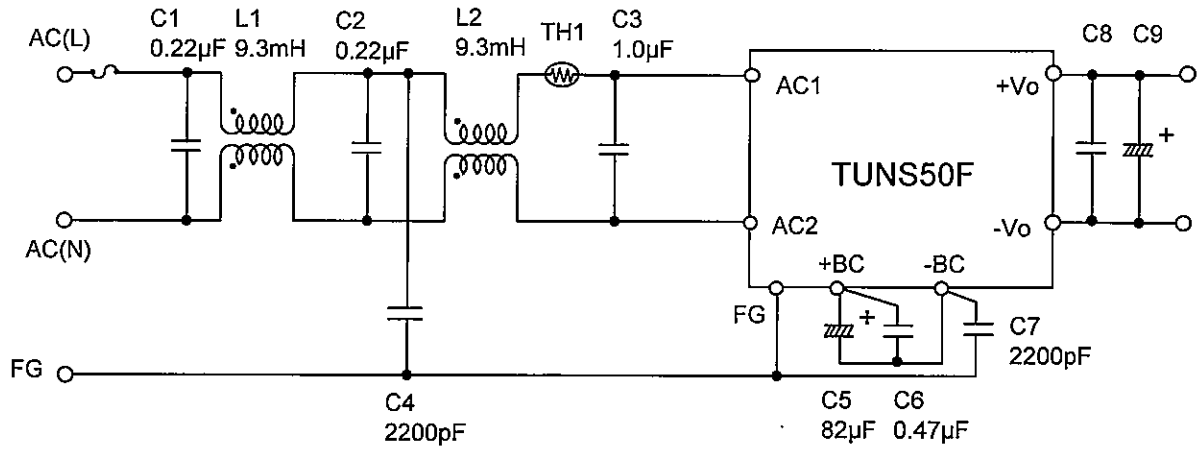 AC(L)
C1
0.22µF
L1
9.3mH
C2
0.22µF
L2
9.3mH
TH1
C3
1.0µF
C8
C9
AC1
+Vo
+
TUNS50F
AC(N)
AC2
-Vo
+BC
-BC
FG
+
C7
2200pF
FG
C4
2200pF
C5
82µF
C6
0.47µF